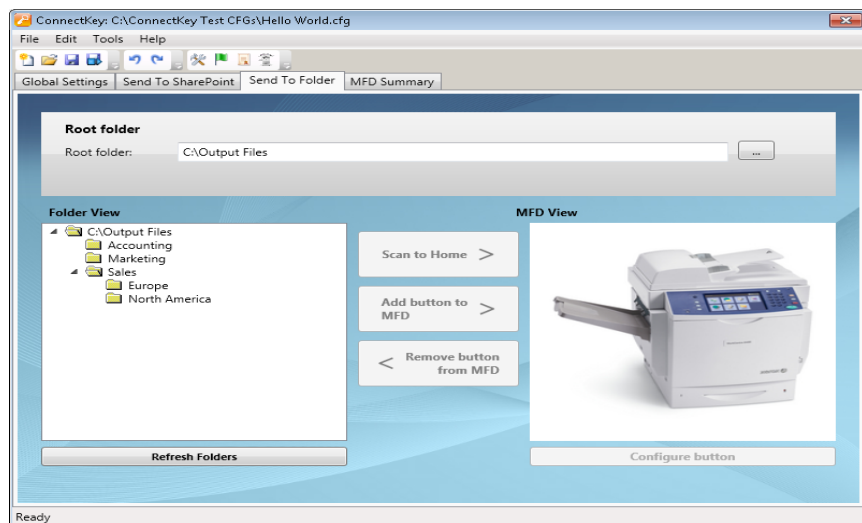 ConnectKey: C:\ConnectKey Test CFGs\Hello World.cfg
File Edit Tools Help
Global Settings Send To SharePoint Send To Folder MFD Summary
Root folder
Root folder: C:\Output Files ...
Folder View MFD View
C:\Output Files
Accounting
Marketing
Sales
Europe
North America
Scan to Home >
Add button to
MFD >
< Remove button
from MFD
Refresh Folders Configure button
Ready